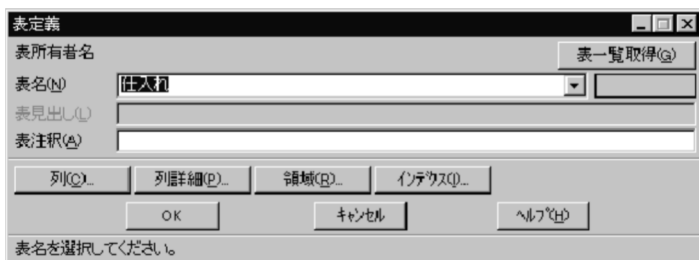 表定義
表所有者名
表一覧取得(G)
表名(N) 仕入れ
表見出し(L)
表注釈(A)
列(C)... 列詳細(P)... 領域(R)... インデクス(I)...
OK キャンセル ヘルプ(H)
表名を選択してください。